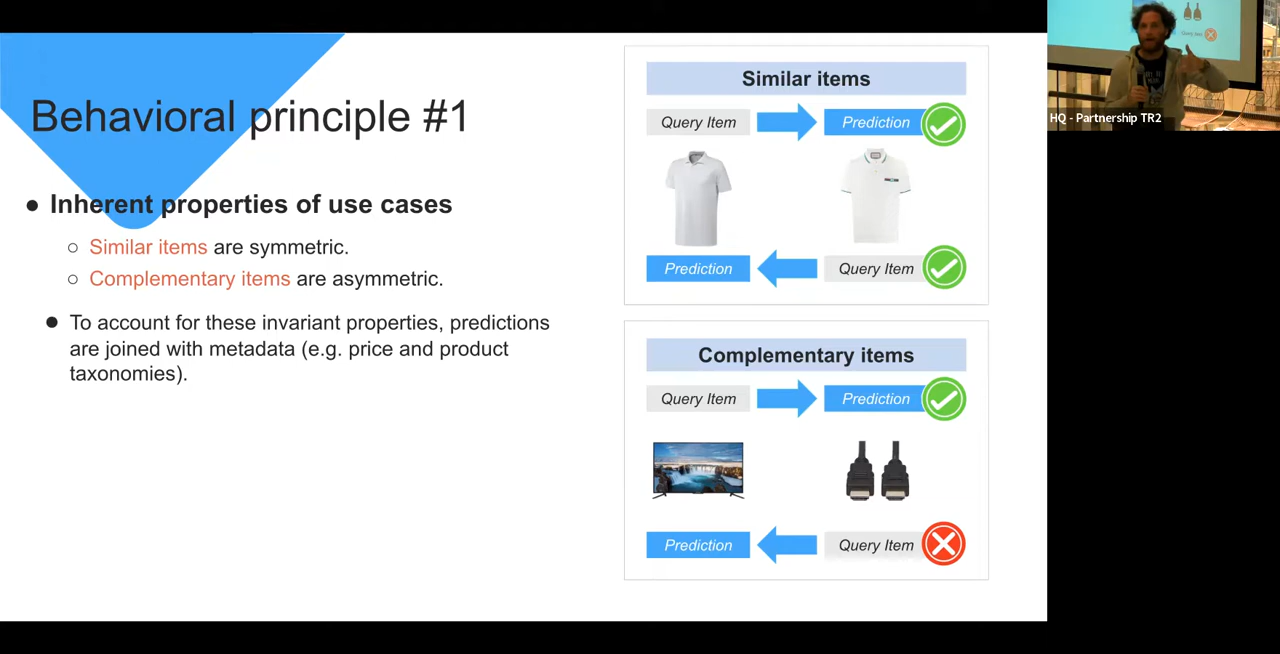 Behavioral principle #1
● Inherent properties of use cases
○ Similar items are symmetric.
○ Complementary items are asymmetric.
● To account for these invariant properties, predictions
are joined with metadata (e.g. price and product
taxonomies).
Similar items
Query Item
Prediction
Prediction
Query Item
Complementary items
Query Item
Prediction
Prediction
Query Item
Query Item
HQ - Partnership TR2